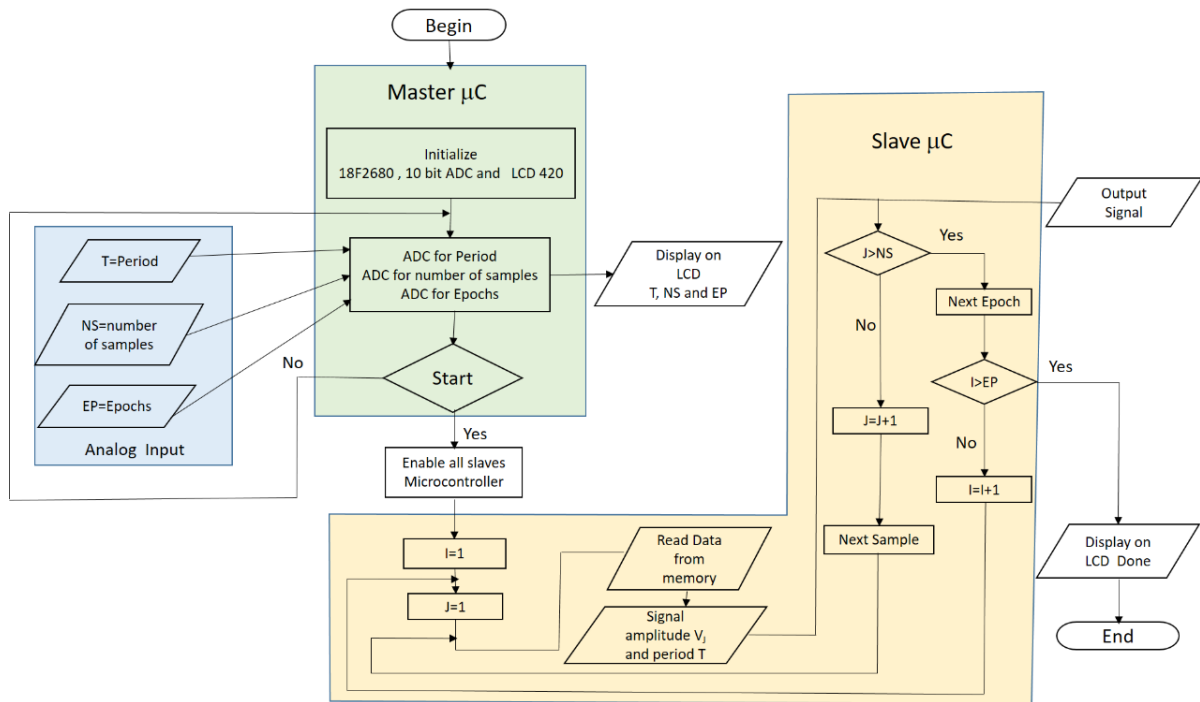 Begin
Master μC
Initialize
18F2680 , 10 bit ADC and LCD 420
T=Period
NS=number
of samples
EP=Epochs
Analog Input
ADC for Period
ADC for number of samples
ADC for Epochs
Display on
LCD
T, NS and EP
No
Start
Yes
Enable all slaves
Microcontroller
Slave μC
I=1
J=1
Read Data
from
memory
Signal
amplitude VJ
and period T
Output
Signal
J>NS
Yes
No
Next Epoch
I>EP
Yes
J=J+1
No
I=I+1
Next Sample
Display on
LCD Done
End